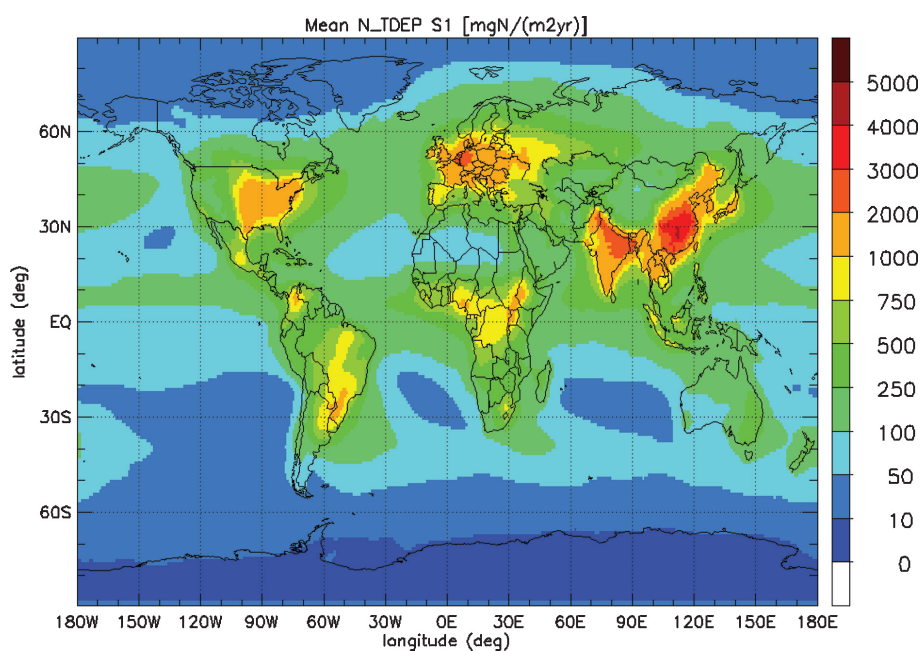 Mean N_TDEP S1 [mgN/(m2yr)]
latitude (deg)
60N
30N
EQ
30S
60S
180W 150W 120W 90W 60W 30W 0E 30E 60E 90E 120E 150E 180E
longitude (deg)
5000
4000
3000
2000
1000
750
500
250
100
50
10
0